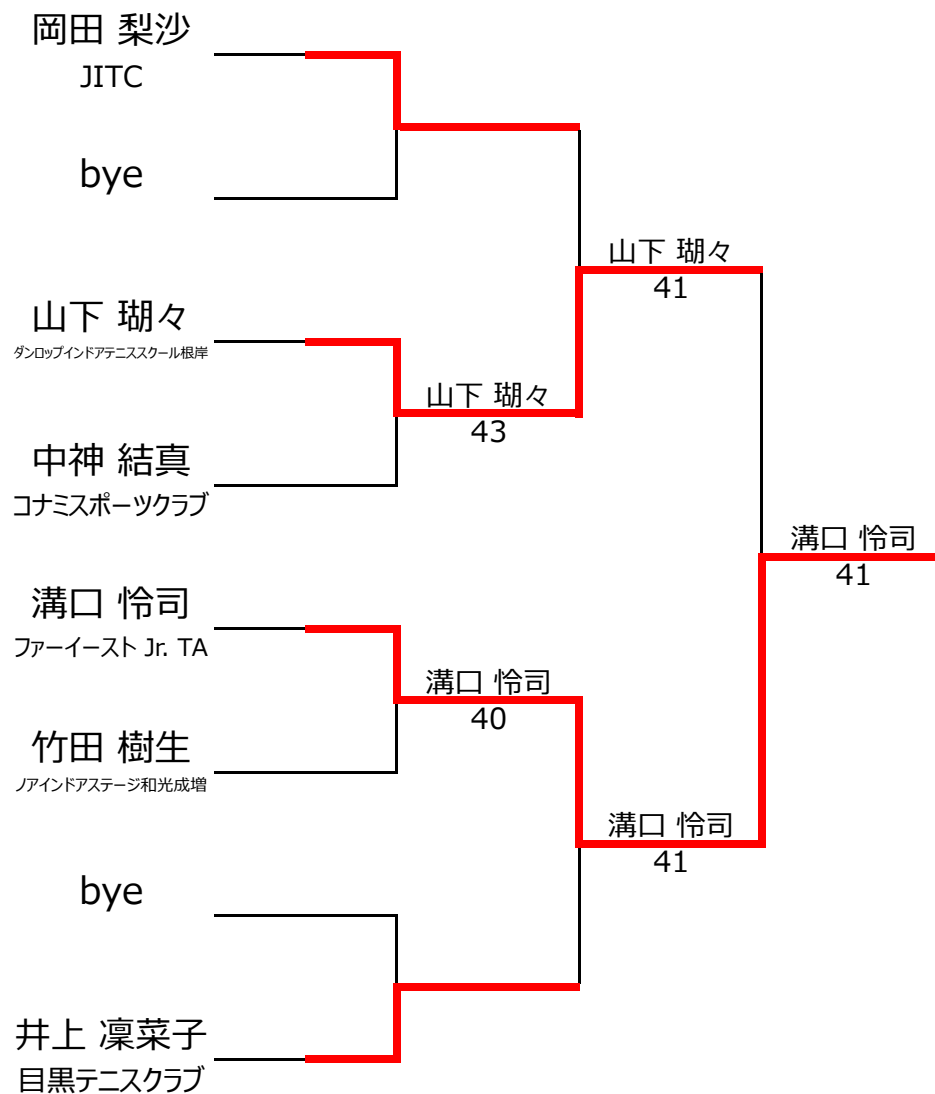 岡田 梨沙
JITC
bye
山下 瑚々
ダンロップインドアテニススクール根岸
中神 結真
コナミスポーツクラブ
溝口 怜司
ファーイースト Jr. TA
竹田 樹生
ノアインドアステージ和光成増
bye
井上 凜菜子
目黒テニスクラブ
山下 瑚々
43
溝口 怜司
40
山下 瑚々
41
溝口 怜司
41
溝口 怜司
41